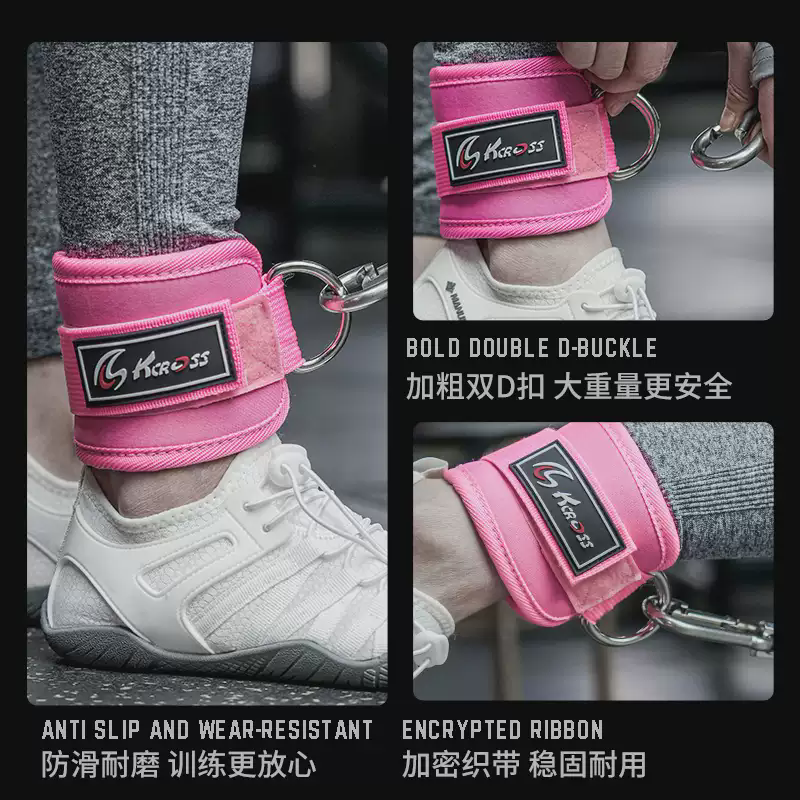 KCROSS
KCROSS
BOLD DOUBLE D-BUCKLE
加粗双D扣 大重量更安全
KCROSS
ANTI SLIP AND WEAR-RESISTANT
防滑耐磨 训练更放心
ENCRYPTED RIBBON
加密织带 稳固耐用